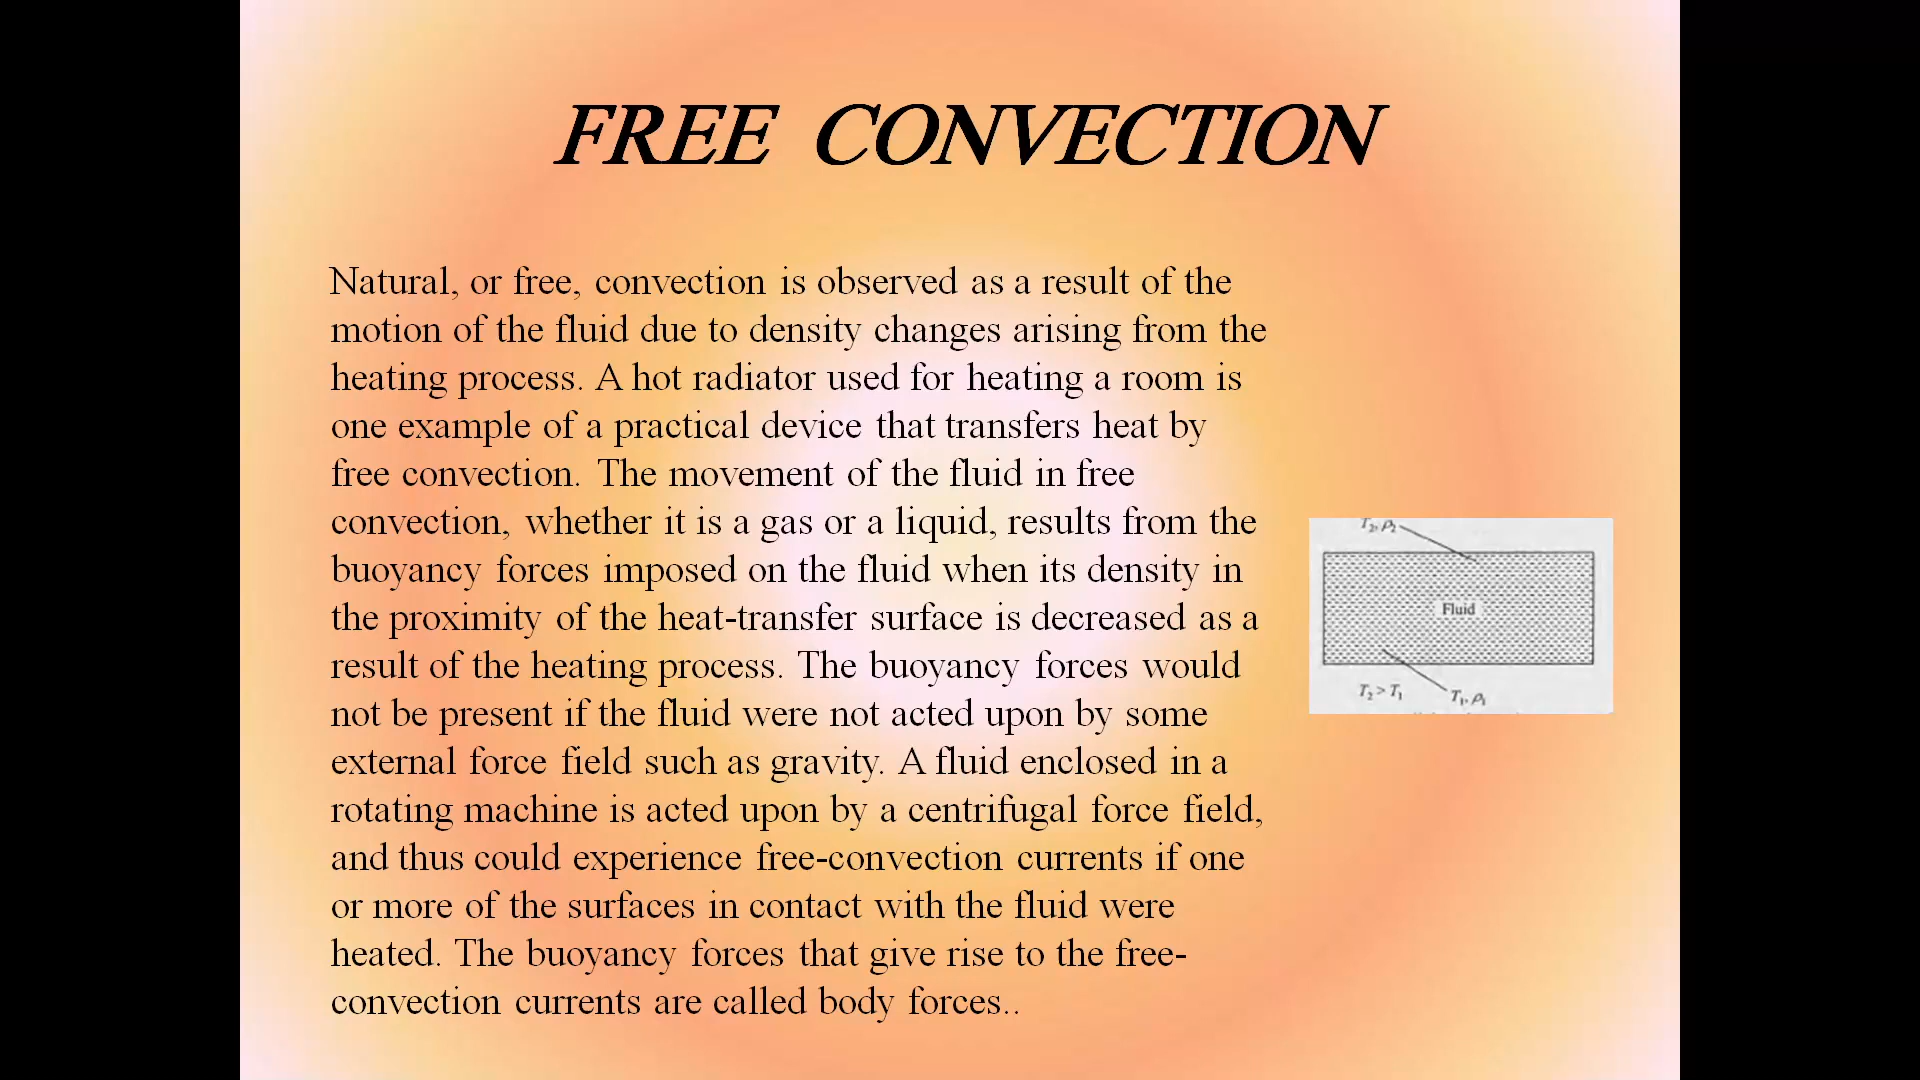 FREE CONVECTION
Natural, or free, convection is observed as a result of the
motion of the fluid due to density changes arising from the
heating process. A hot radiator used for heating a room is
one example of a practical device that transfers heat by
free convection. The movement of the fluid in free
convection, whether it is a gas or a liquid, results from the
buoyancy forces imposed on the fluid when its density in
the proximity of the heat-transfer surface is decreased as a
result of the heating process. The buoyancy forces would
not be present if the fluid were not acted upon by some
external force field such as gravity. A fluid enclosed in a
rotating machine is acted upon by a centrifugal force field,
and thus could experience free-convection currents if one
or more of the surfaces in contact with the fluid were
heated. The buoyancy forces that give rise to the free-
convection currents are called body forces..
T₂, ρ₂
Fluid
T₂ > T₁
T₁, ρ₁